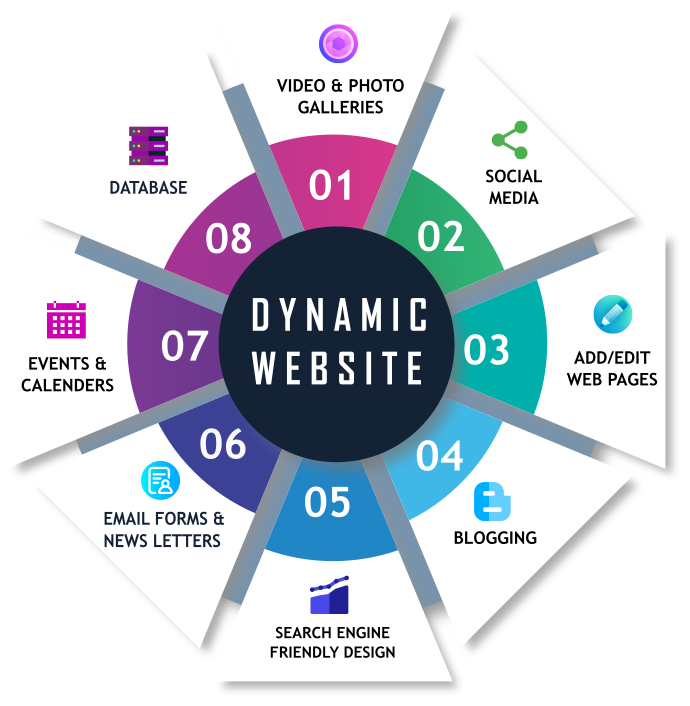 DYNAMIC
WEBSITE
01
VIDEO & PHOTO
GALLERIES
02
SOCIAL
MEDIA
03
ADD/EDIT
WEB PAGES
04
BLOGGING
05
SEARCH ENGINE
FRIENDLY DESIGN
06
EMAIL FORMS &
NEWS LETTERS
07
EVENTS &
CALENDERS
08
DATABASE